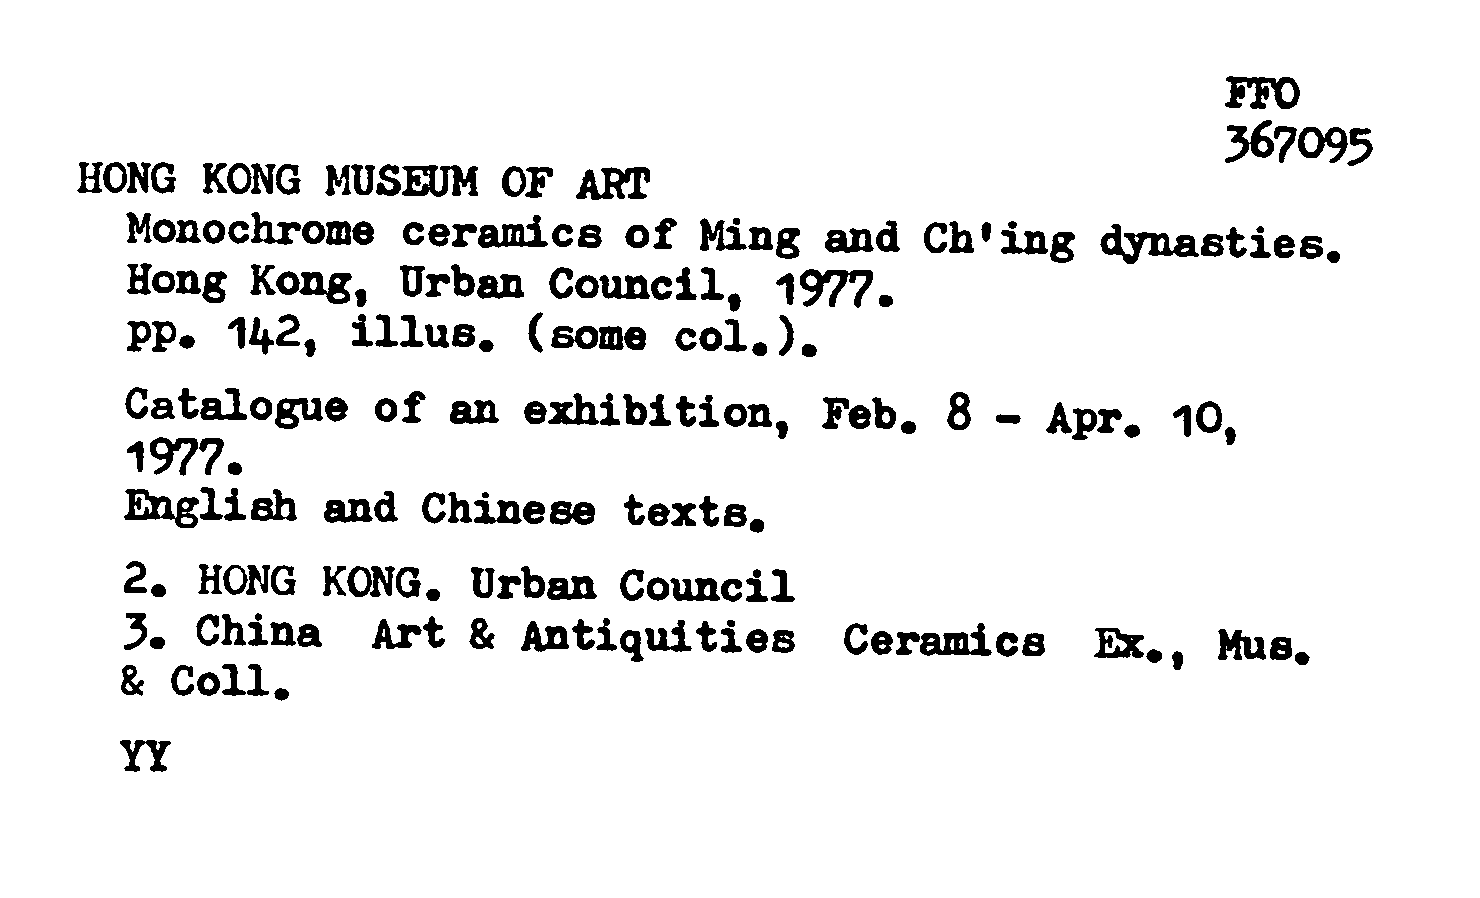 FFO
367095
HONG KONG MUSEUM OF ART
Monochrome ceramics of Ming and Ch'ing dynasties.
Hong Kong, Urban Council, 1977.
pp. 142, illus. (some col.).
Catalogue of an exhibition, Feb. 8 - Apr. 10,
1977.
English and Chinese texts.
2. HONG KONG. Urban Council
3. China Art & Antiquities Ceramics Ex., Mus.
& Coll.
YY